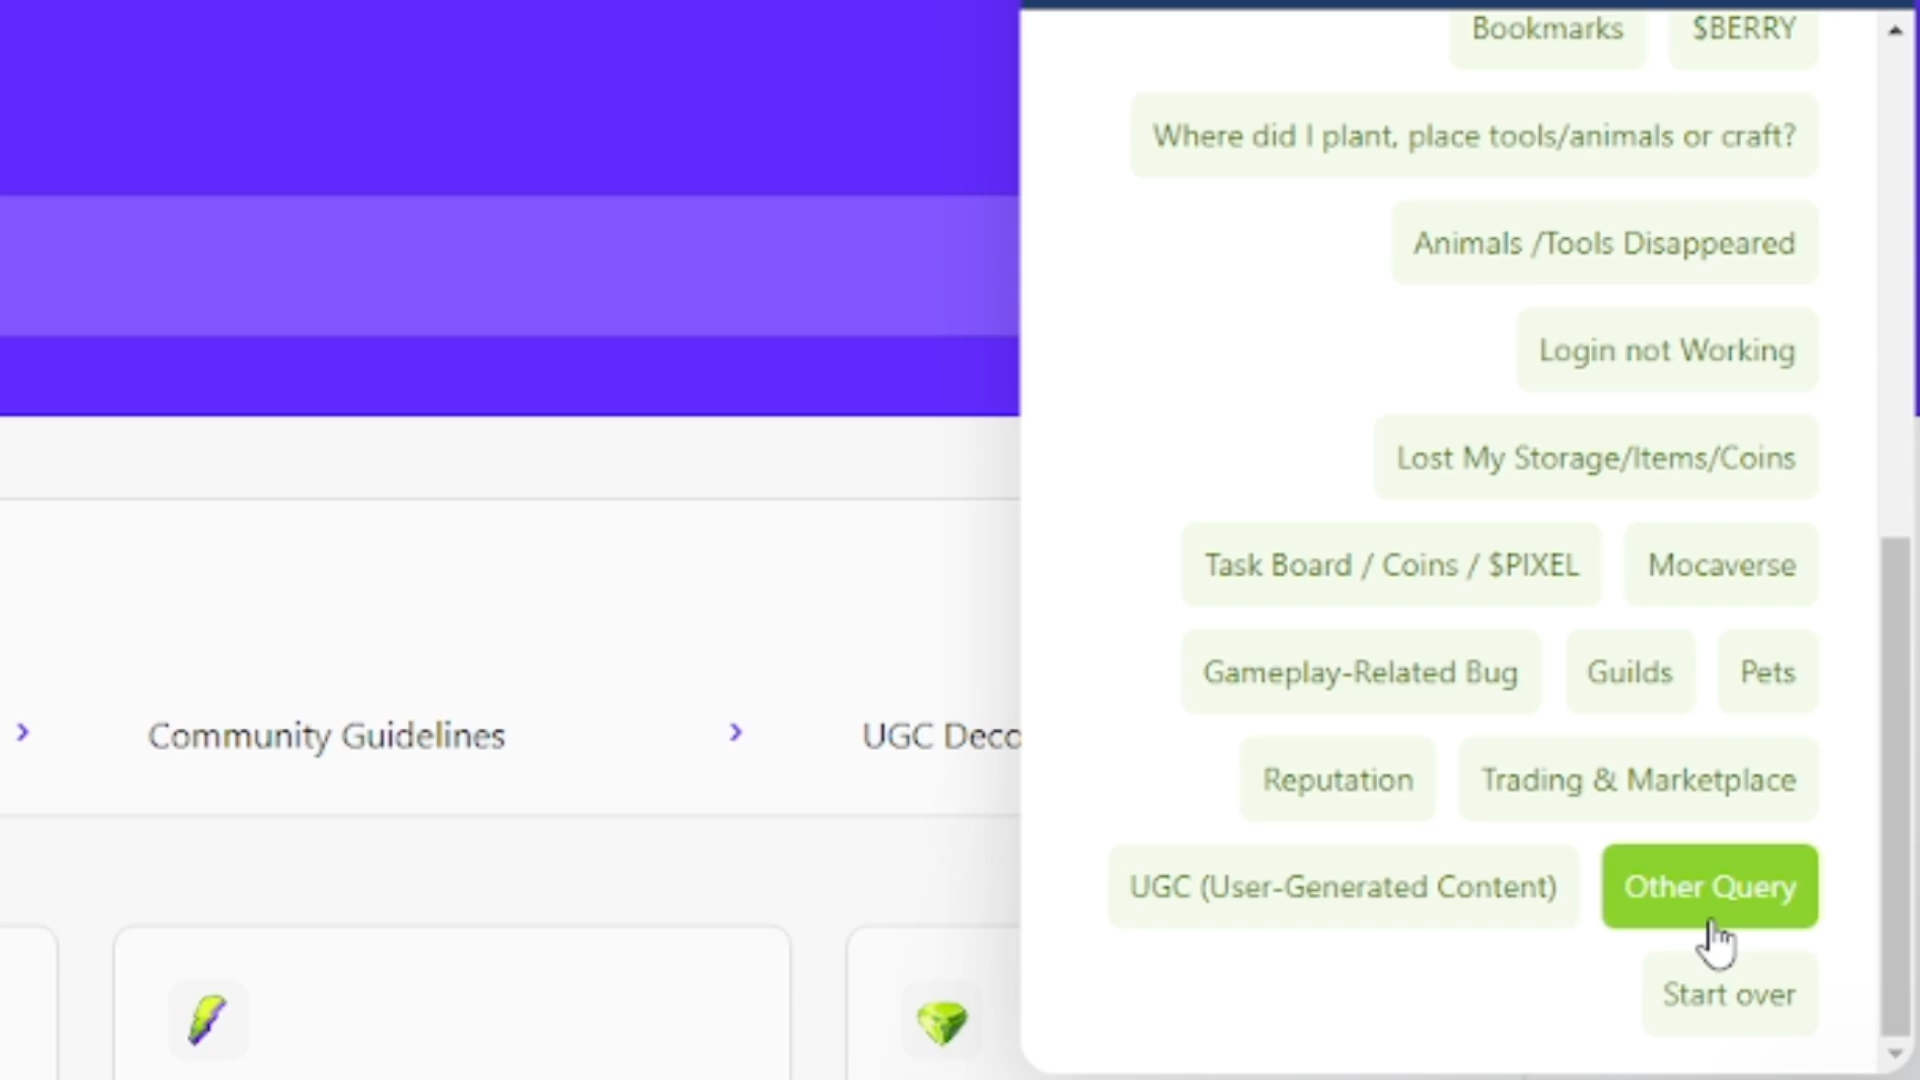 Bookmarks $BERRY
Where did I plant, place tools/animals or craft?
Animals /Tools Disappeared
Login not Working
Lost My Storage/Items/Coins
Task Board / Coins / $PIXEL Mocaverse
Gameplay-Related Bug Guilds Pets
Community Guidelines UGC Deco
Reputation Trading & Marketplace
UGC (User-Generated Content) Other Query
Start over